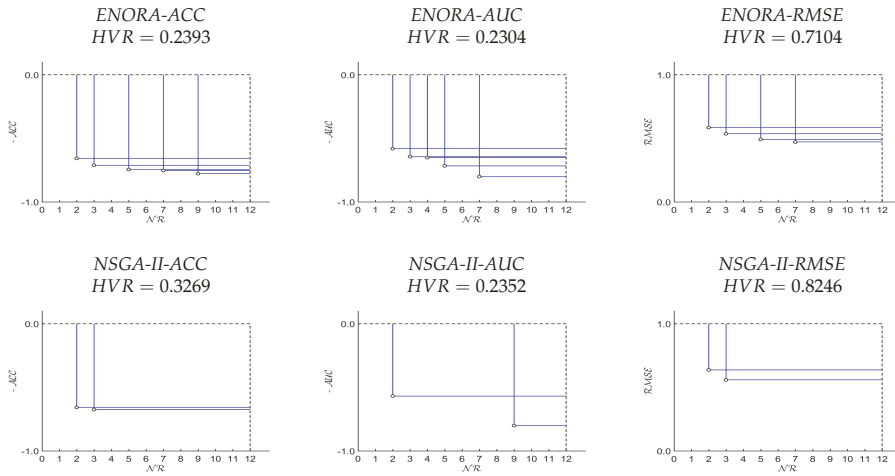 ENORA-ACC
HVR = 0.2393
ENORA-AUC
HVR = 0.2304
ENORA-RMSE
HVR = 0.7104
0.0
- ACC
-1.0
0 1 2 3 4 5 6 7 8 9 10 11 12 13
NR
0.0
- AUC
-1.0
0 1 2 3 4 5 6 7 8 9 10 11 12 13
NR
1.0
RMSE
0.0
0 1 2 3 4 5 6 7 8 9 10 11 12 13
NR
NSGA-II-ACC
HVR = 0.3269
NSGA-II-AUC
HVR = 0.2352
NSGA-II-RMSE
HVR = 0.8246
0.0
- ACC
-1.0
0 1 2 3 4 5 6 7 8 9 10 11 12 13
NR
0.0
- AUC
-1.0
0 1 2 3 4 5 6 7 8 9 10 11 12 13
NR
1.0
RMSE
0.0
0 1 2 3 4 5 6 7 8 9 10 11 12 13
NR